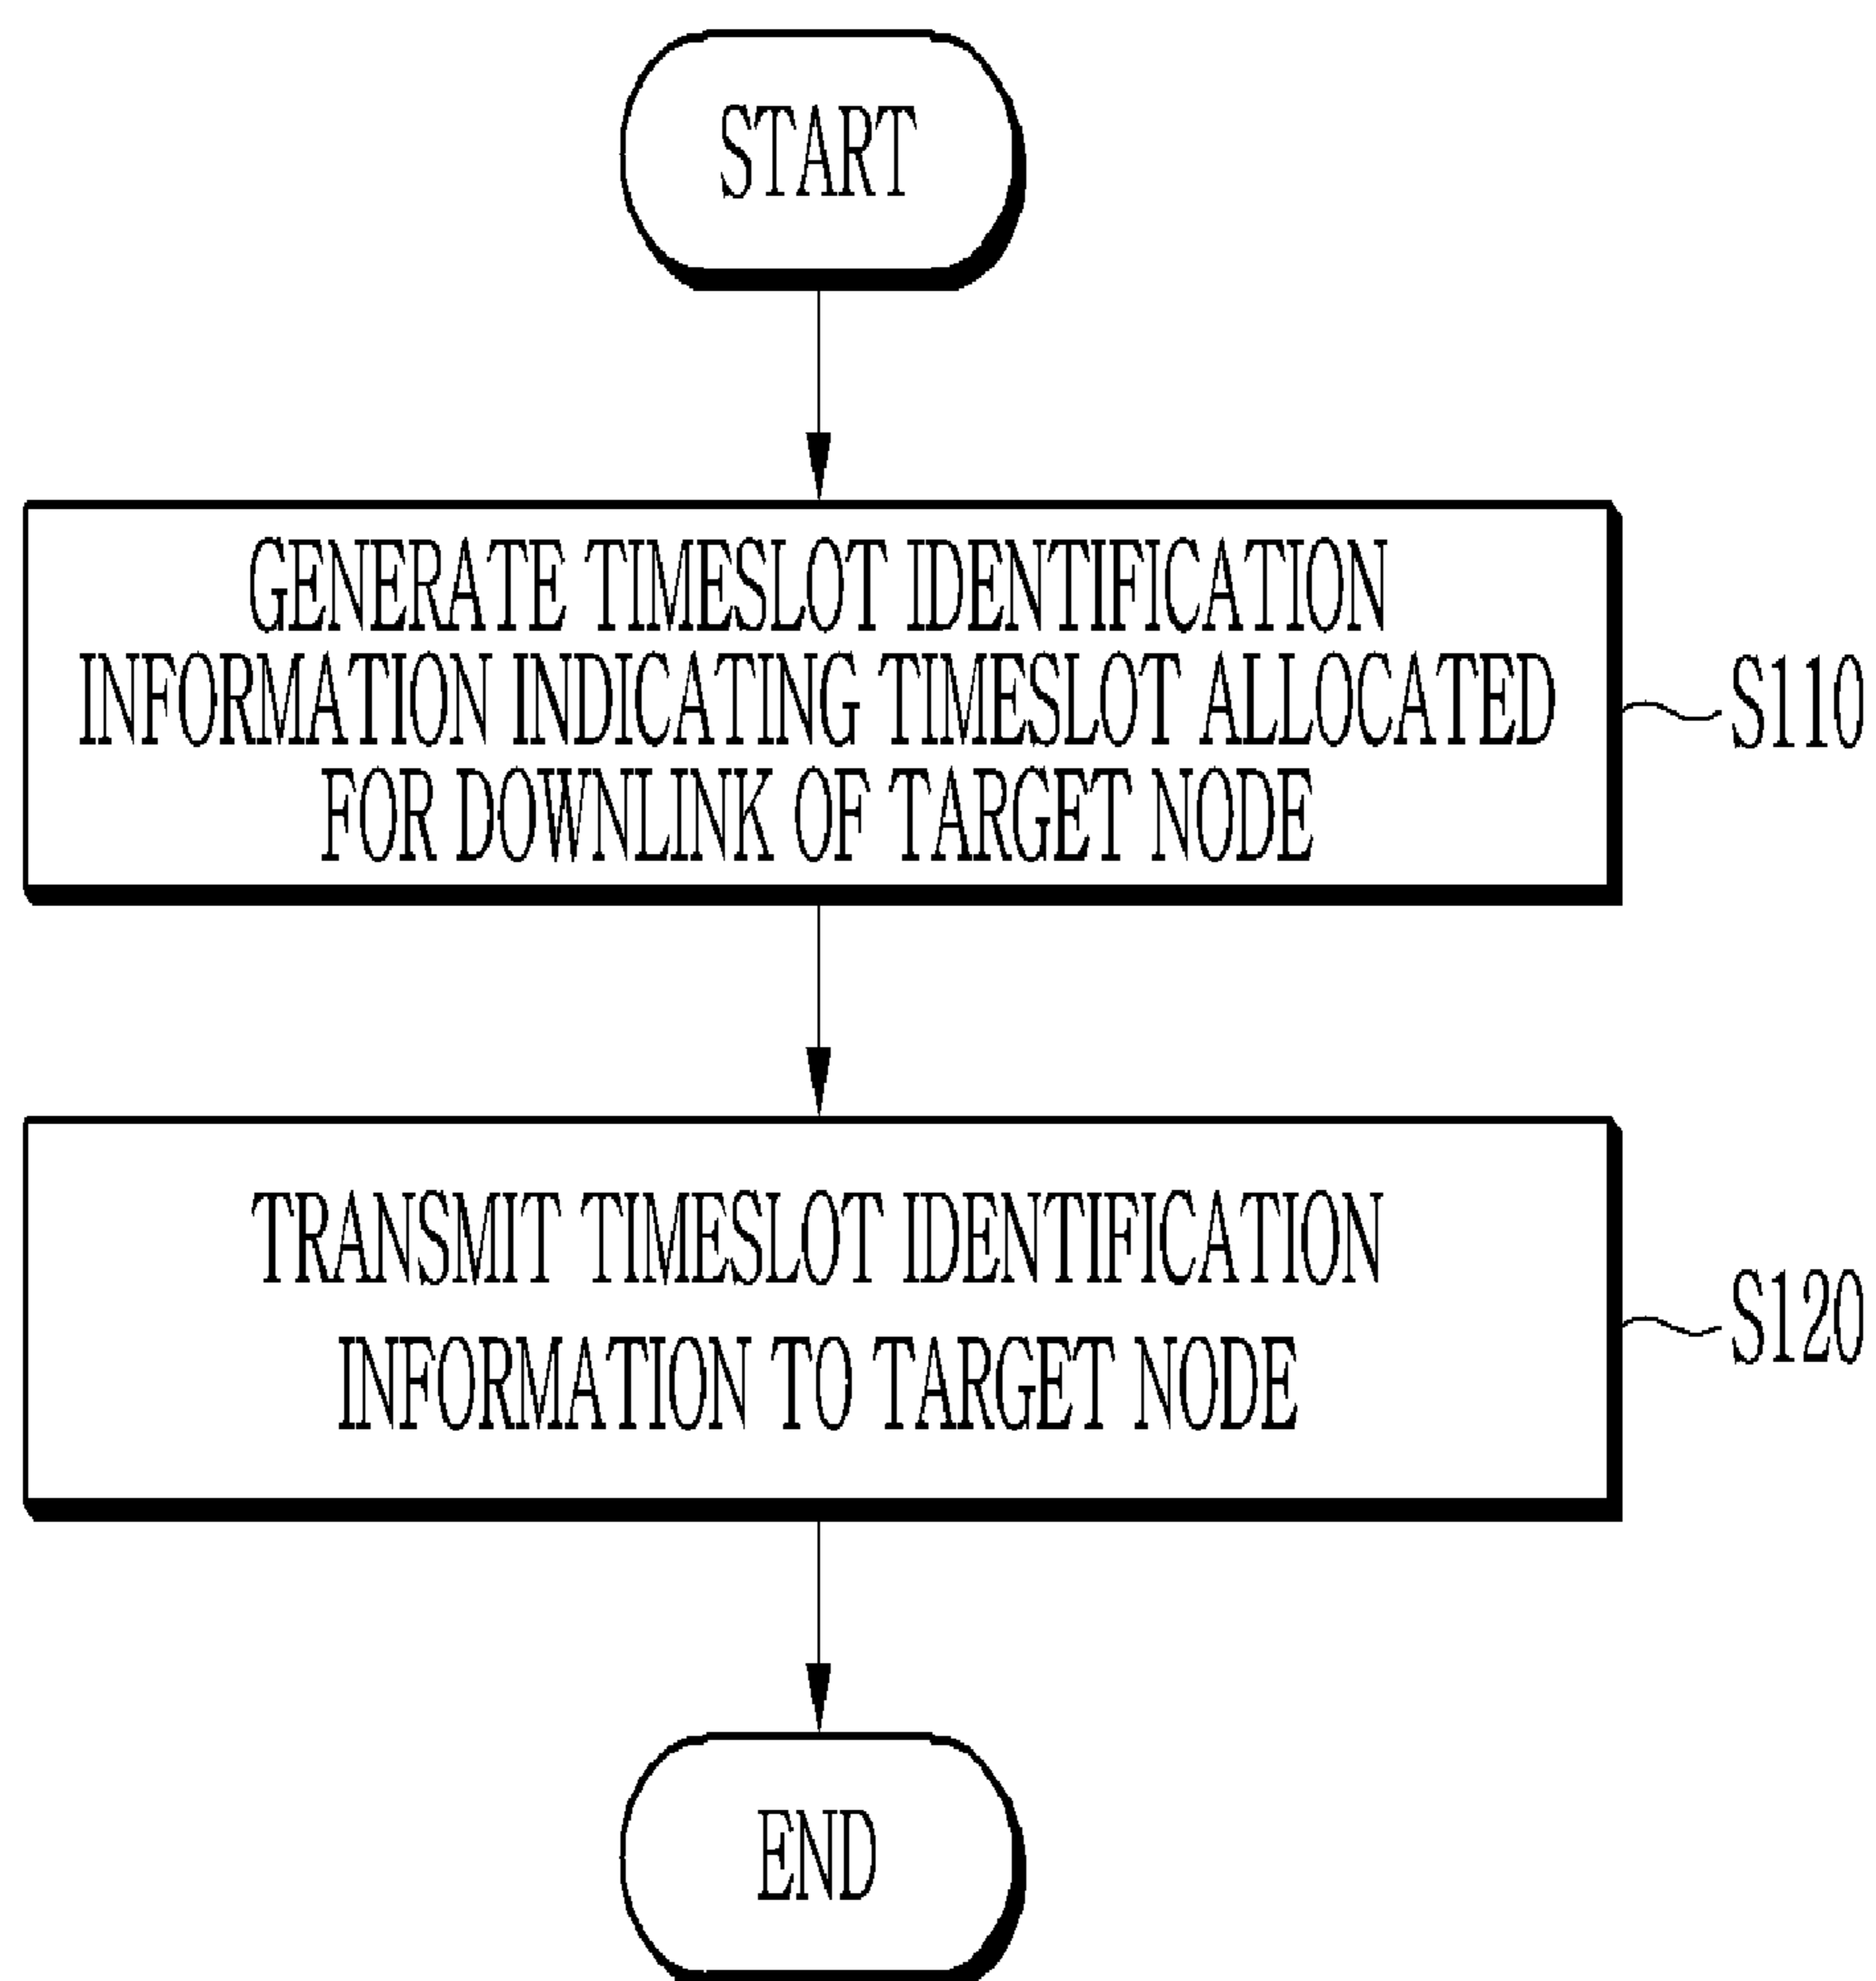 START
GENERATE TIMESLOT IDENTIFICATION
INFORMATION INDICATING TIMESLOT ALLOCATED
FOR DOWNLINK OF TARGET NODE
S110
TRANSMIT TIMESLOT IDENTIFICATION
INFORMATION TO TARGET NODE
S120
END